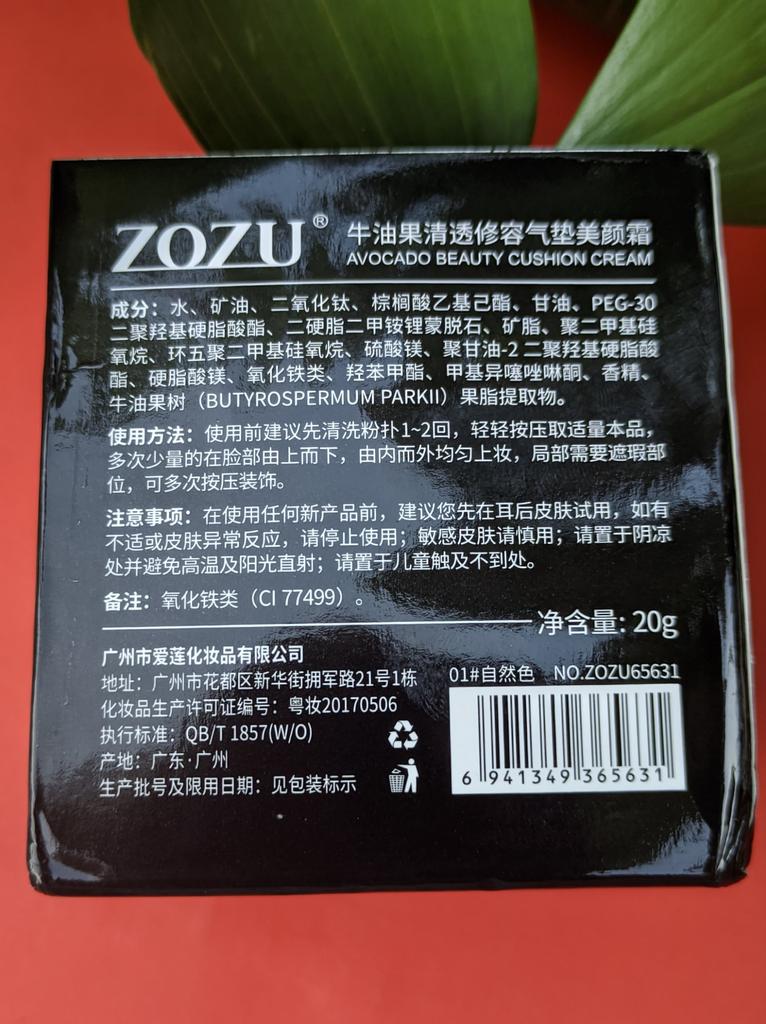 ZOZU® 牛油果清透修容气垫美颜霜
AVOCADO BEAUTY CUSHION CREAM
成分：水、矿油、二氧化钛、棕榈酸乙基己酯、甘油、PEG-30
二聚羟基硬脂酸酯、二硬脂二甲铵锂蒙脱石、矿脂、聚二甲基硅
氧烷、环五聚二甲基硅氧烷、硫酸镁、聚甘油-2 二聚羟基硬脂酸
酯、硬脂酸镁、氧化铁类、羟苯甲酯、甲基异噻唑啉酮、香精、
牛油果树（BUTYROSPERMUM PARKII）果脂提取物。
使用方法：使用前建议先清洗粉扑1~2回，轻轻按压取适量本品，
多次少量的在脸部由上而下，由内而外均匀上妆，局部需要遮瑕部
位，可多次按压装饰。
注意事项：在使用任何新产品前，建议您先在耳后皮肤试用，如有
不适或皮肤异常反应，请停止使用；敏感皮肤请慎用；请置于阴凉
处并避免高温及阳光直射；请置于儿童触及不到处。
备注：氧化铁类（CI 77499）。
净含量: 20g
广州市爱莲化妆品有限公司
地址：广州市花都区新华街拥军路21号1栋
化妆品生产许可证编号：粤妆20170506
执行标准：QB/T 1857(W/O)
产地：广东·广州
生产批号及限用日期：见包装标示
01#自然色 NO.ZOZU65631
6 941349 365631